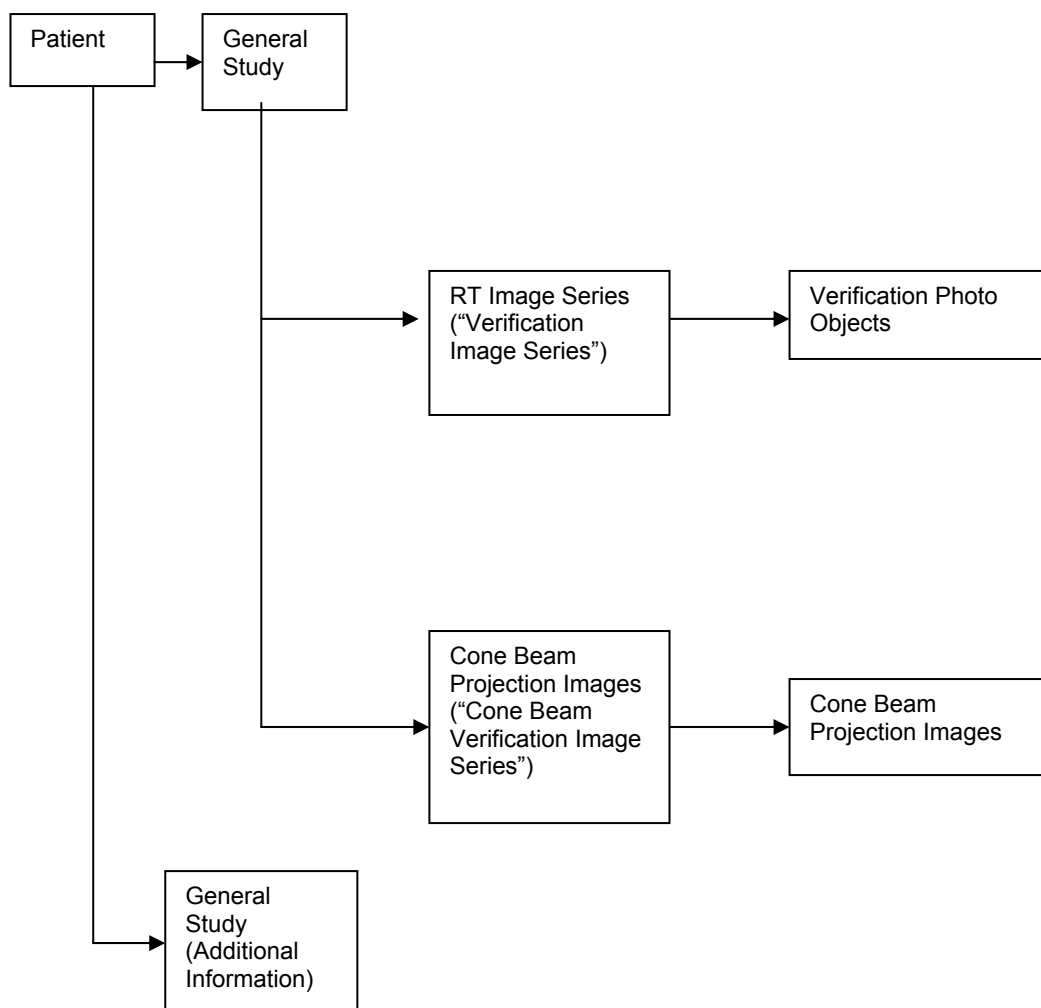 Patient
General
Study
RT Image Series
(“Verification
Image Series”)
Verification Photo
Objects
Cone Beam
Projection Images
(“Cone Beam
Verification Image
Series”)
Cone Beam
Projection Images
General
Study
(Additional
Information)